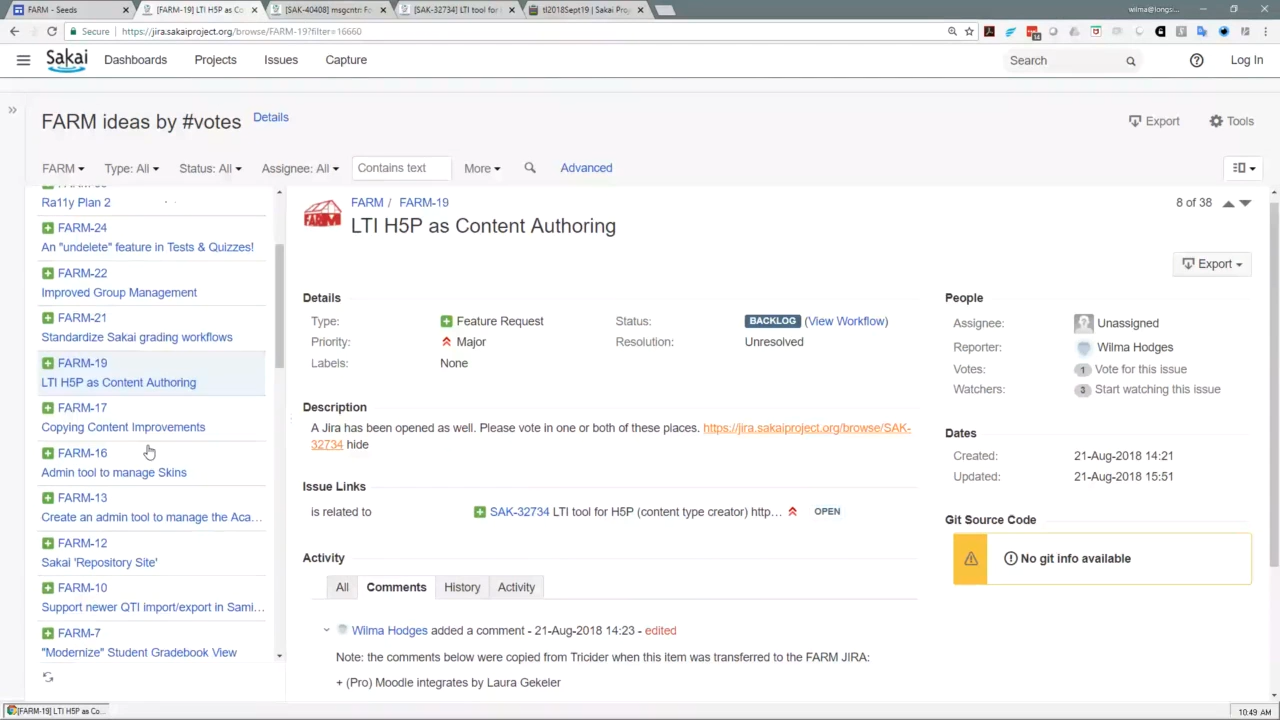 FARM - Seeds
[FARM-19] LTI H5P as Co
[SAK-40408] msgcntr: Fo
[SAK-32734] LTI tool for
tl2018Sept19 | Sakai Proj
wilma@longs...
Secure | https://jira.sakaiproject.org/browse/FARM-19?filter=16660
Sakai Dashboards Projects Issues Capture Search Log In
FARM ideas by #votes Details Export Tools
FARM Type: All Status: All Assignee: All Contains text More Advanced
Ra11y Plan 2
FARM-24
An "undelete" feature in Tests & Quizzes!
FARM-22
Improved Group Management
FARM-21
Standardize Sakai grading workflows
FARM-19
LTI H5P as Content Authoring
FARM-17
Copying Content Improvements
FARM-16
Admin tool to manage Skins
FARM-13
Create an admin tool to manage the Aca...
FARM-12
Sakai 'Repository Site'
FARM-10
Support newer QTI import/export in Sami...
FARM-7
"Modernize" Student Gradebook View
FARM / FARM-19
8 of 38
LTI H5P as Content Authoring
Export
Details
Type: Feature Request
Status: BACKLOG (View Workflow)
Priority: Major
Resolution: Unresolved
Labels: None
Description
A Jira has been opened as well. Please vote in one or both of these places. https://jira.sakaiproject.org/browse/SAK-
32734 hide
Issue Links
is related to SAK-32734 LTI tool for H5P (content type creator) http... OPEN
Activity
All Comments History Activity
Wilma Hodges added a comment - 21-Aug-2018 14:23 - edited
Note: the comments below were copied from Tricider when this item was transferred to the FARM JIRA:
+ (Pro) Moodle integrates by Laura Gekeler
People
Assignee: Unassigned
Reporter: Wilma Hodges
Votes: 1 Vote for this issue
Watchers: 3 Start watching this issue
Dates
Created: 21-Aug-2018 14:21
Updated: 21-Aug-2018 15:51
Git Source Code
No git info available
[FARM-19] LTI H5P as Co...
10:49 AM